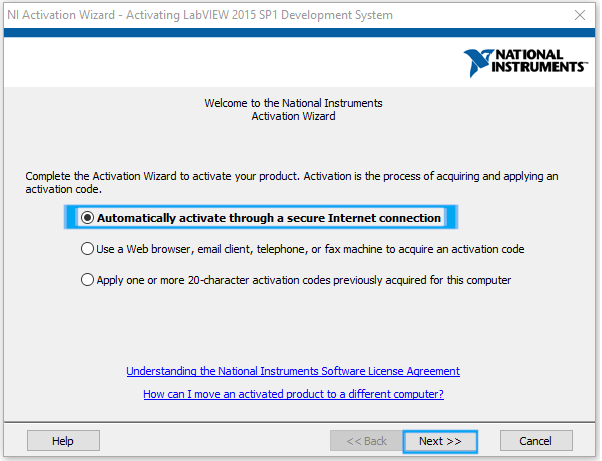 NI Activation Wizard - Activating LabVIEW 2015 SP1 Development System
NATIONAL
INSTRUMENTS™
Welcome to the National Instruments
Activation Wizard
Complete the Activation Wizard to activate your product. Activation is the process of acquiring and applying an
activation code.
Automatically activate through a secure Internet connection
Use a Web browser, email client, telephone, or fax machine to acquire an activation code
Apply one or more 20-character activation codes previously acquired for this computer
Understanding the National Instruments Software License Agreement
How can I move an activated product to a different computer?
Help << Back Next >> Cancel